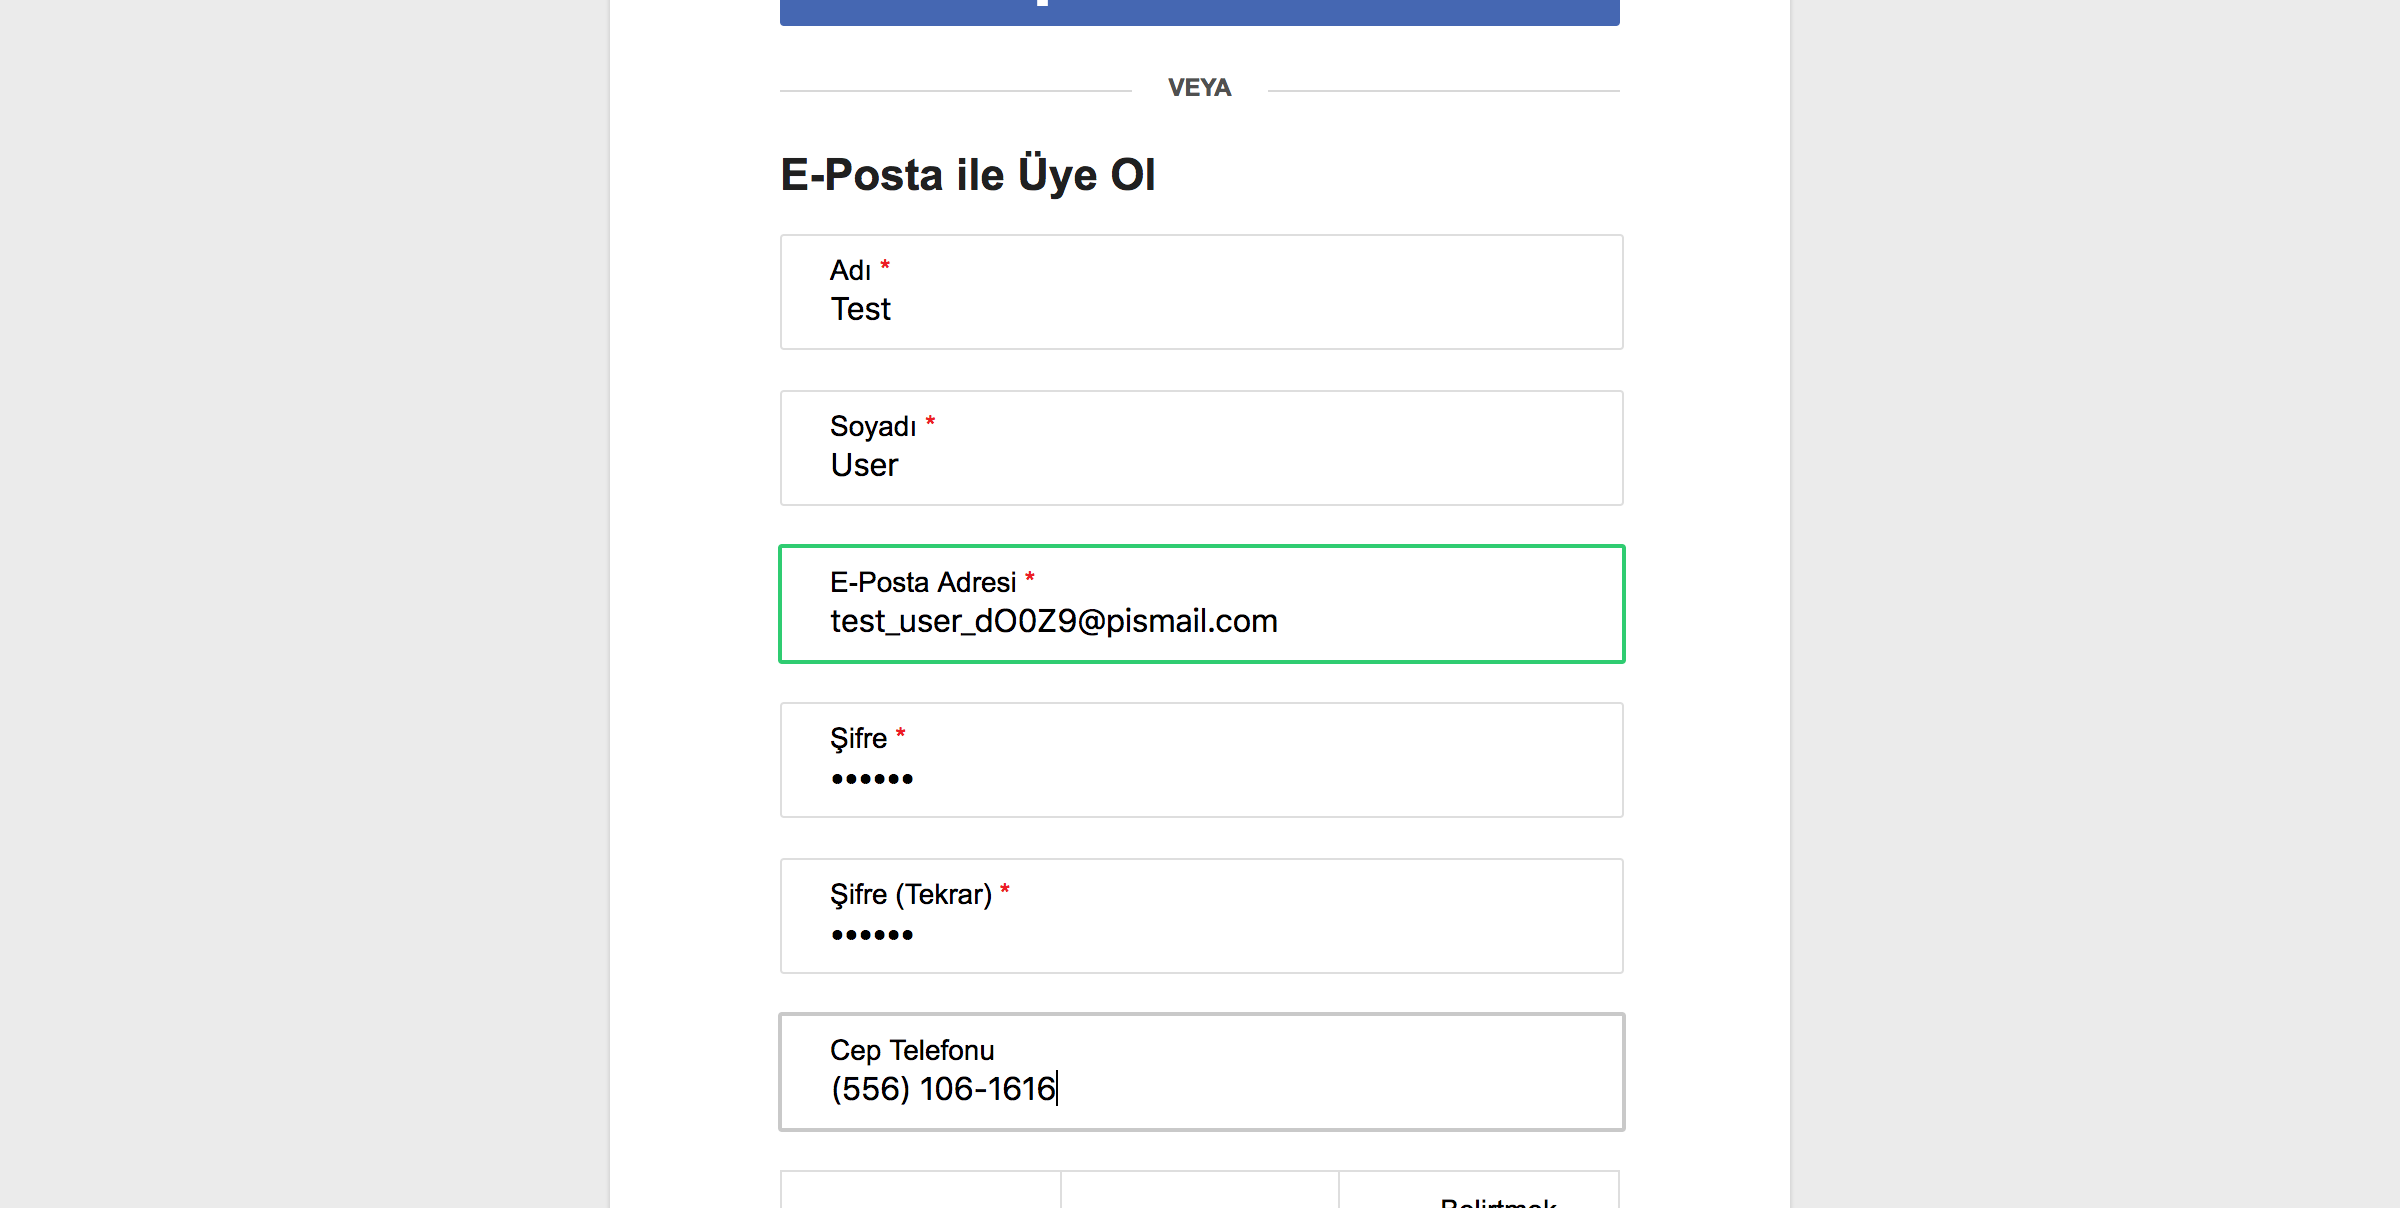 VEYA
E-Posta ile Üye Ol
Adı *
Test
Soyadı *
User
E-Posta Adresi *
test_user_dO0Z9@pismail.com
Şifre *
••••••
Şifre (Tekrar) *
••••••
Cep Telefonu
(556) 106-1616
Belirtmek